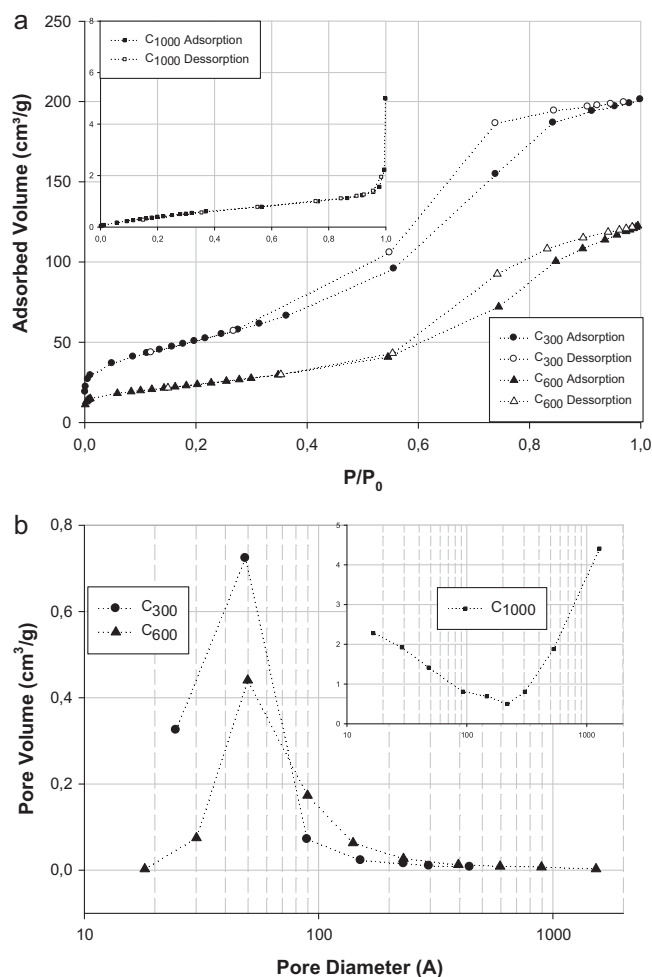 a
250
200
150
100
50
0
Adsorbed Volume (cm³/g)
0,0 0,2 0,4 0,6 0,8 1,0
P/P₀
8
6
4
2
0
0,0 0,2 0,4 0,6 0,8 1,0
C₁₀₀₀ Adsorption
C₁₀₀₀ Dessorption
C₃₀₀ Adsorption
C₃₀₀ Dessorption
C₆₀₀ Adsorption
C₆₀₀ Dessorption
b
0,8
0,6
0,4
0,2
0,0
Pore Volume (cm³/g)
10 100 1000
Pore Diameter (A)
C₃₀₀
C₆₀₀
5
4
3
2
1
0
10 100 1000
C₁₀₀₀